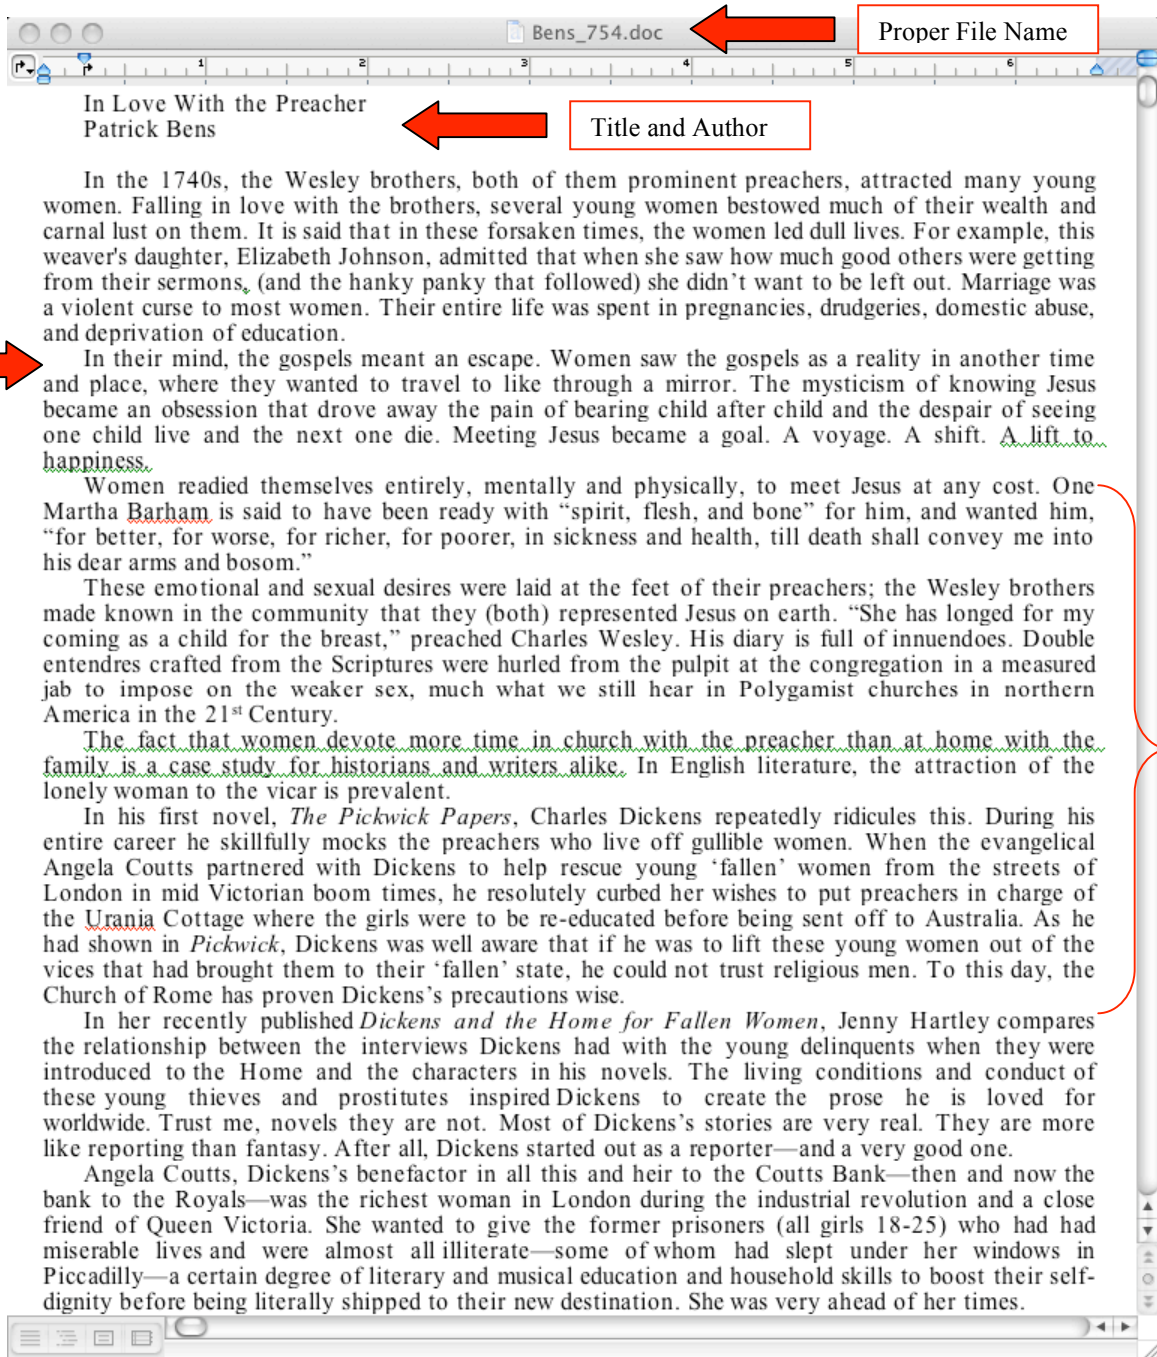 Bens_754.doc
Proper File Name
1 2 3 4 5 6
In Love With the Preacher
Patrick Bens
Title and Author
In the 1740s, the Wesley brothers, both of them prominent preachers, attracted many young
women. Falling in love with the brothers, several young women bestowed much of their wealth and
carnal lust on them. It is said that in these forsaken times, the women led dull lives. For example, this
weaver's daughter, Elizabeth Johnson, admitted that when she saw how much good others were getting
from their sermons, (and the hanky panky that followed) she didn’t want to be left out. Marriage was
a violent curse to most women. Their entire life was spent in pregnancies, drudgeries, domestic abuse,
and deprivation of education.
In their mind, the gospels meant an escape. Women saw the gospels as a reality in another time
and place, where they wanted to travel to like through a mirror. The mysticism of knowing Jesus
became an obsession that drove away the pain of bearing child after child and the despair of seeing
one child live and the next one die. Meeting Jesus became a goal. A voyage. A shift. A lift to
happiness.
Women readied themselves entirely, mentally and physically, to meet Jesus at any cost. One
Martha Barham is said to have been ready with “spirit, flesh, and bone” for him, and wanted him,
“for better, for worse, for richer, for poorer, in sickness and health, till death shall convey me into
his dear arms and bosom.”
These emotional and sexual desires were laid at the feet of their preachers; the Wesley brothers
made known in the community that they (both) represented Jesus on earth. “She has longed for my
coming as a child for the breast,” preached Charles Wesley. His diary is full of innuendoes. Double
entendres crafted from the Scriptures were hurled from the pulpit at the congregation in a measured
jab to impose on the weaker sex, much what we still hear in Polygamist churches in northern
America in the 21st Century.
The fact that women devote more time in church with the preacher than at home with the
family is a case study for historians and writers alike. In English literature, the attraction of the
lonely woman to the vicar is prevalent.
In his first novel, The Pickwick Papers, Charles Dickens repeatedly ridicules this. During his
entire career he skillfully mocks the preachers who live off gullible women. When the evangelical
Angela Coutts partnered with Dickens to help rescue young ‘fallen’ women from the streets of
London in mid Victorian boom times, he resolutely curbed her wishes to put preachers in charge of
the Urania Cottage where the girls were to be re-educated before being sent off to Australia. As he
had shown in Pickwick, Dickens was well aware that if he was to lift these young women out of the
vices that had brought them to their ‘fallen’ state, he could not trust religious men. To this day, the
Church of Rome has proven Dickens’s precautions wise.
In her recently published Dickens and the Home for Fallen Women, Jenny Hartley compares
the relationship between the interviews Dickens had with the young delinquents when they were
introduced to the Home and the characters in his novels. The living conditions and conduct of
these young thieves and prostitutes inspired Dickens to create the prose he is loved for
worldwide. Trust me, novels they are not. Most of Dickens’s stories are very real. They are more
like reporting than fantasy. After all, Dickens started out as a reporter—and a very good one.
Angela Coutts, Dickens’s benefactor in all this and heir to the Coutts Bank—then and now the
bank to the Royals—was the richest woman in London during the industrial revolution and a close
friend of Queen Victoria. She wanted to give the former prisoners (all girls 18-25) who had had
miserable lives and were almost all illiterate—some of whom had slept under her windows in
Piccadilly—a certain degree of literary and musical education and household skills to boost their self-
dignity before being literally shipped to their new destination. She was very ahead of her times.